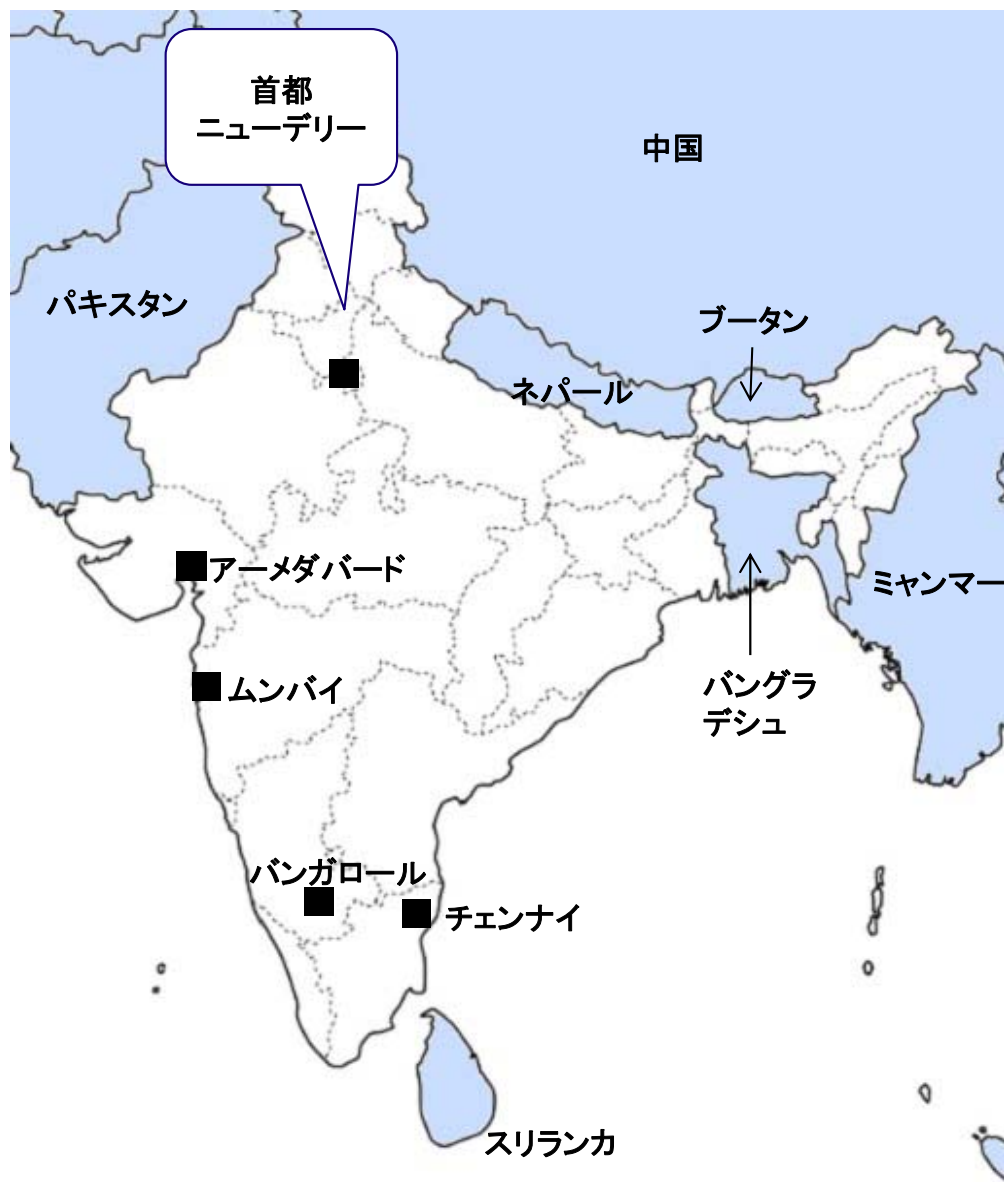 首都
ニューデリー
中国
パキスタン
ブータン
ネパール
アーメダバード
ミャンマー
ムンバイ
バングラ
デシュ
バンガロール
チェンナイ
スリランカ